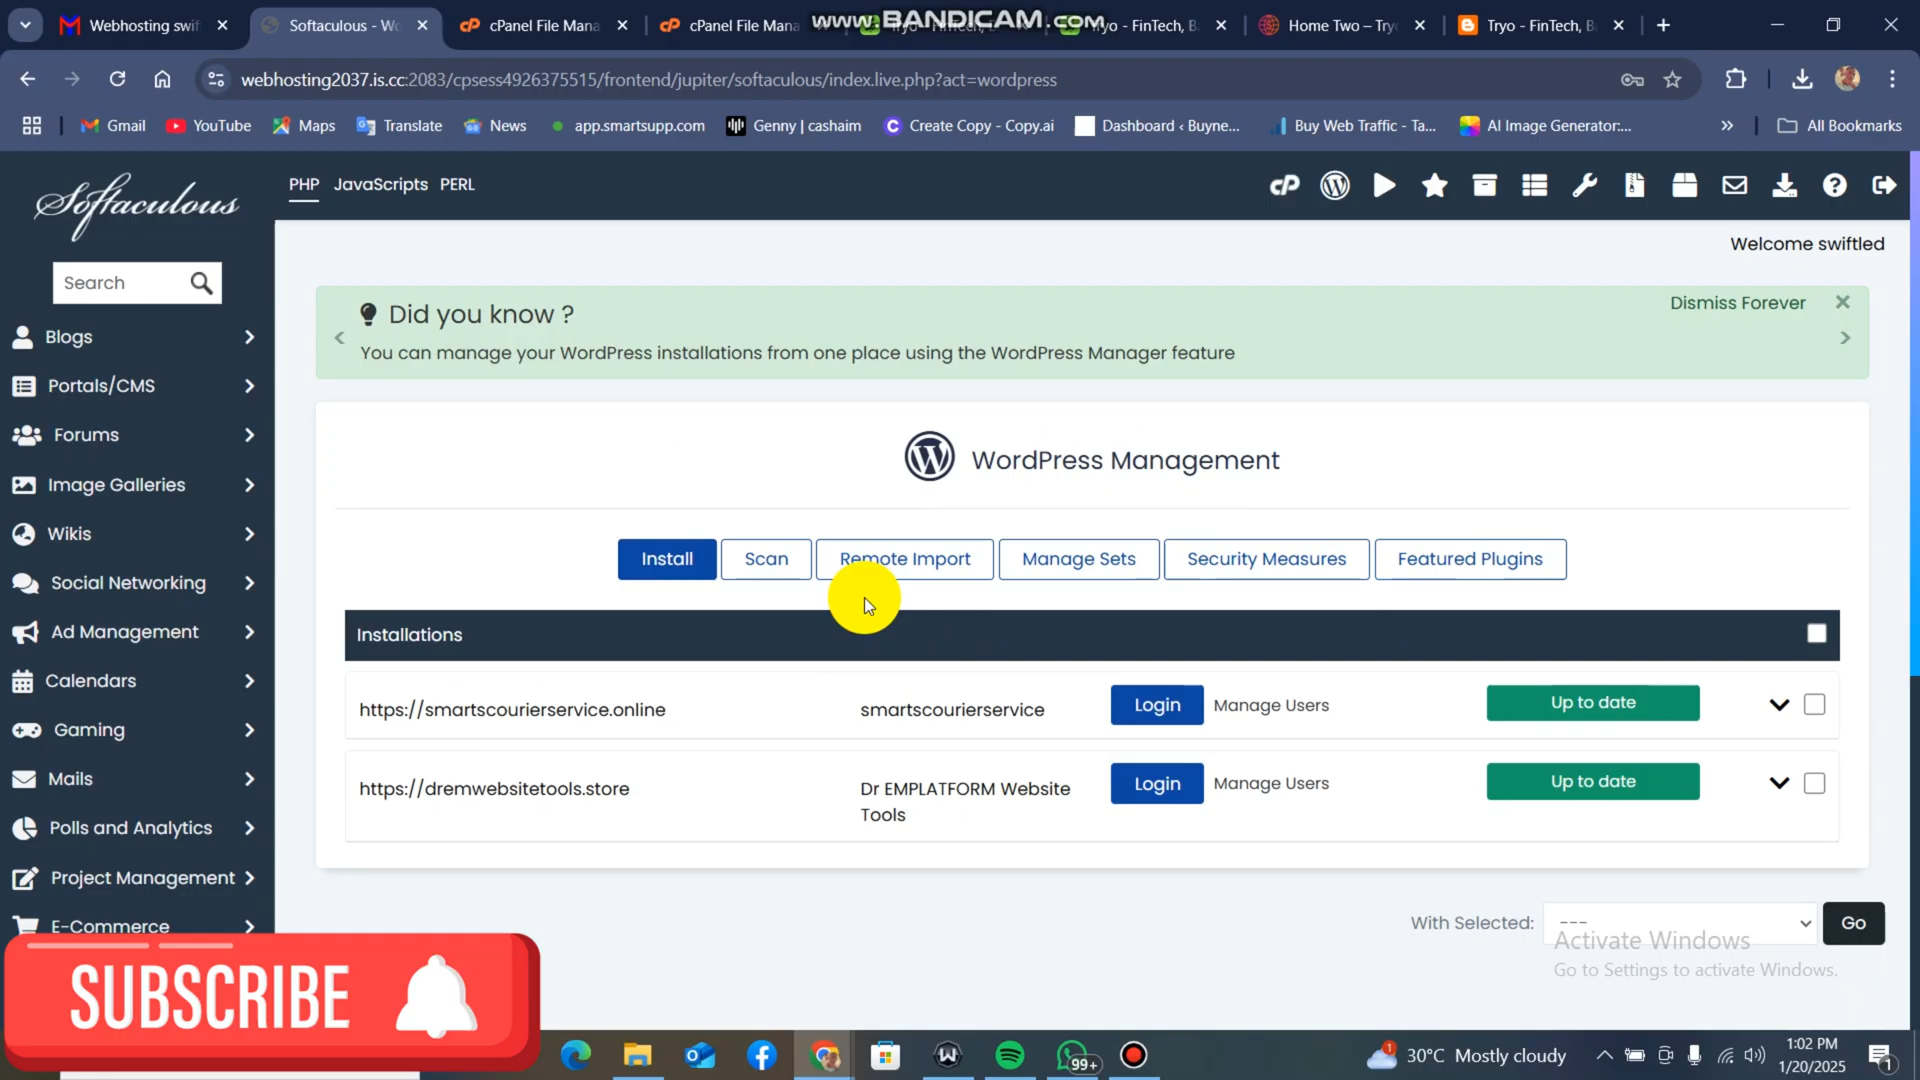 www.BANDICAM.com
Webhosting swif
Softaculous - Wo
cPanel File Mana
cPanel File Mana
Tryo - FinTech, B
Home Two – Tryo
Tryo - FinTech, B
webhosting2037.is.cc:2083/cpsess4926375515/frontend/jupiter/softaculous/index.live.php?act=wordpress
Gmail
YouTube
Maps
Translate
News
app.smartsupp.com
Genny | cashaim
Create Copy - Copy.ai
Dashboard ‹ Buyne...
Buy Web Traffic - Ta...
AI Image Generator:...
All Bookmarks
Softaculous
PHP JavaScripts PERL
Welcome swiftled
Search
Blogs
Portals/CMS
Forums
Image Galleries
Wikis
Social Networking
Ad Management
Calendars
Gaming
Mails
Polls and Analytics
Project Management
E-Commerce
Did you know ?
Dismiss Forever
You can manage your WordPress installations from one place using the WordPress Manager feature
WordPress Management
Install
Scan
Remote Import
Manage Sets
Security Measures
Featured Plugins
Installations
https://smartscourierservice.online
smartscourierservice
Login
Manage Users
Up to date
https://dremwebsitetools.store
Dr EMPLATFORM Website
Tools
Login
Manage Users
Up to date
With Selected:
---
Go
Activate Windows
Go to Settings to activate Windows.
SUBSCRIBE
99+
1
30°C Mostly cloudy
1:02 PM
1/20/2025
1